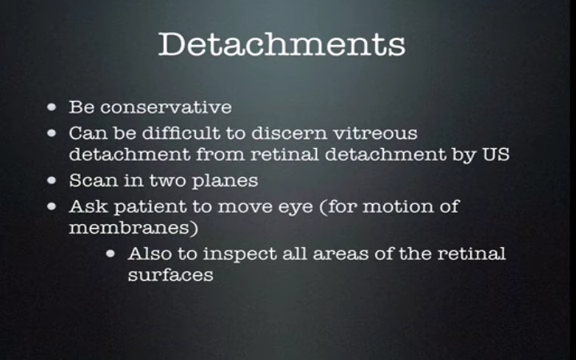 Detachments
• Be conservative
• Can be difficult to discern vitreous
detachment from retinal detachment by US
• Scan in two planes
• Ask patient to move eye (for motion of
membranes)
• Also to inspect all areas of the retinal
surfaces